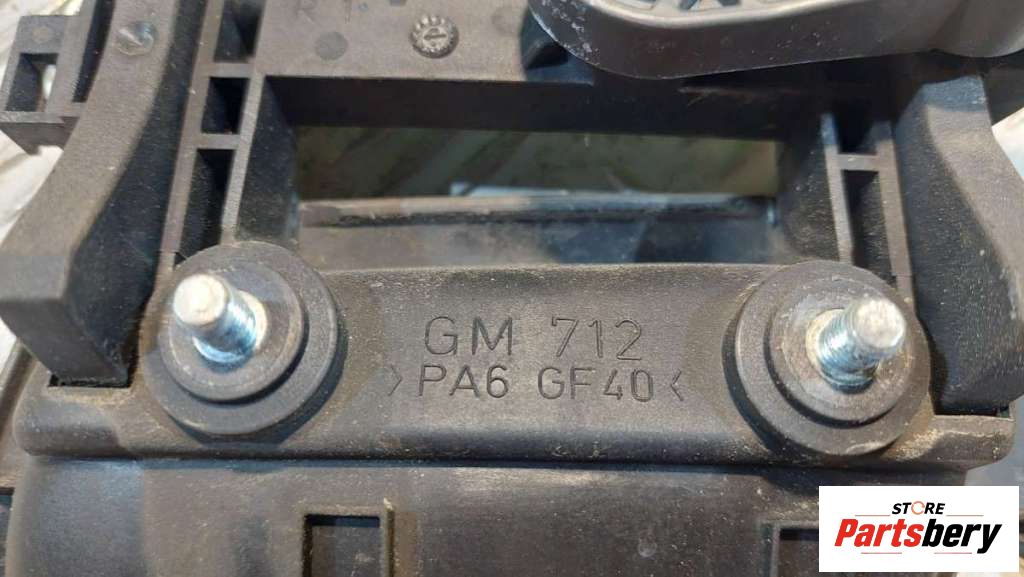 GM 712
>PA6 GF40<
STORE
Partsbery